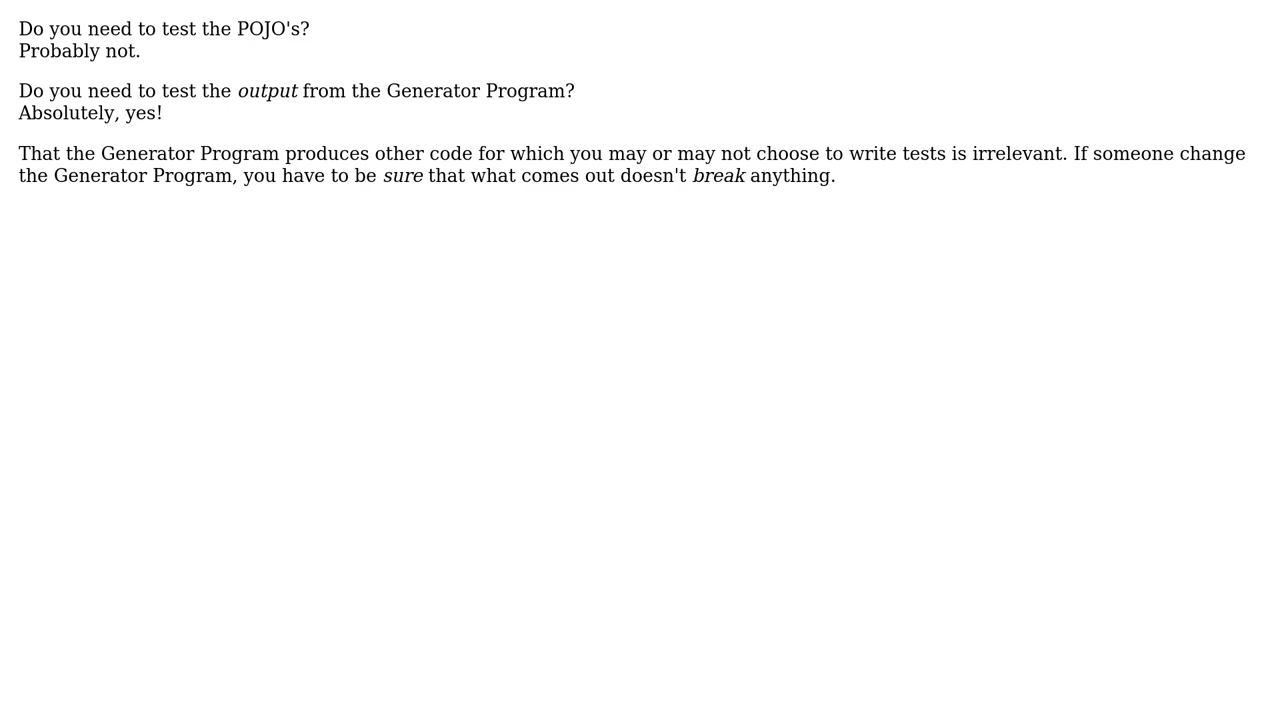 Do you need to test the POJO's?
Probably not.
Do you need to test the output from the Generator Program?
Absolutely, yes!
That the Generator Program produces other code for which you may or may not choose to write tests is irrelevant. If someone change
the Generator Program, you have to be sure that what comes out doesn't break anything.